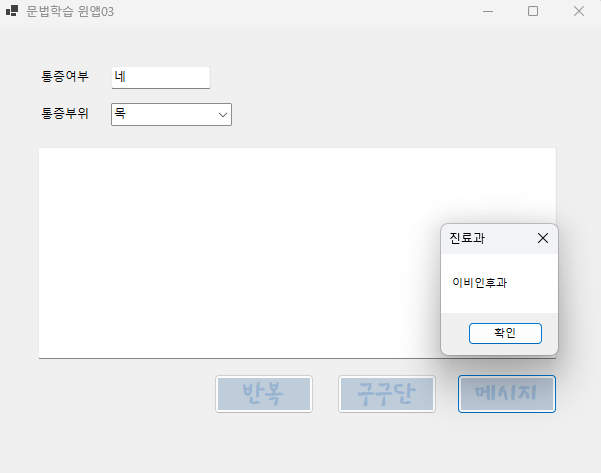 문법학습 윈앱03
통증여부 네
통증부위 목
진료과
이비인후과
확인
반복 구구단 메시지